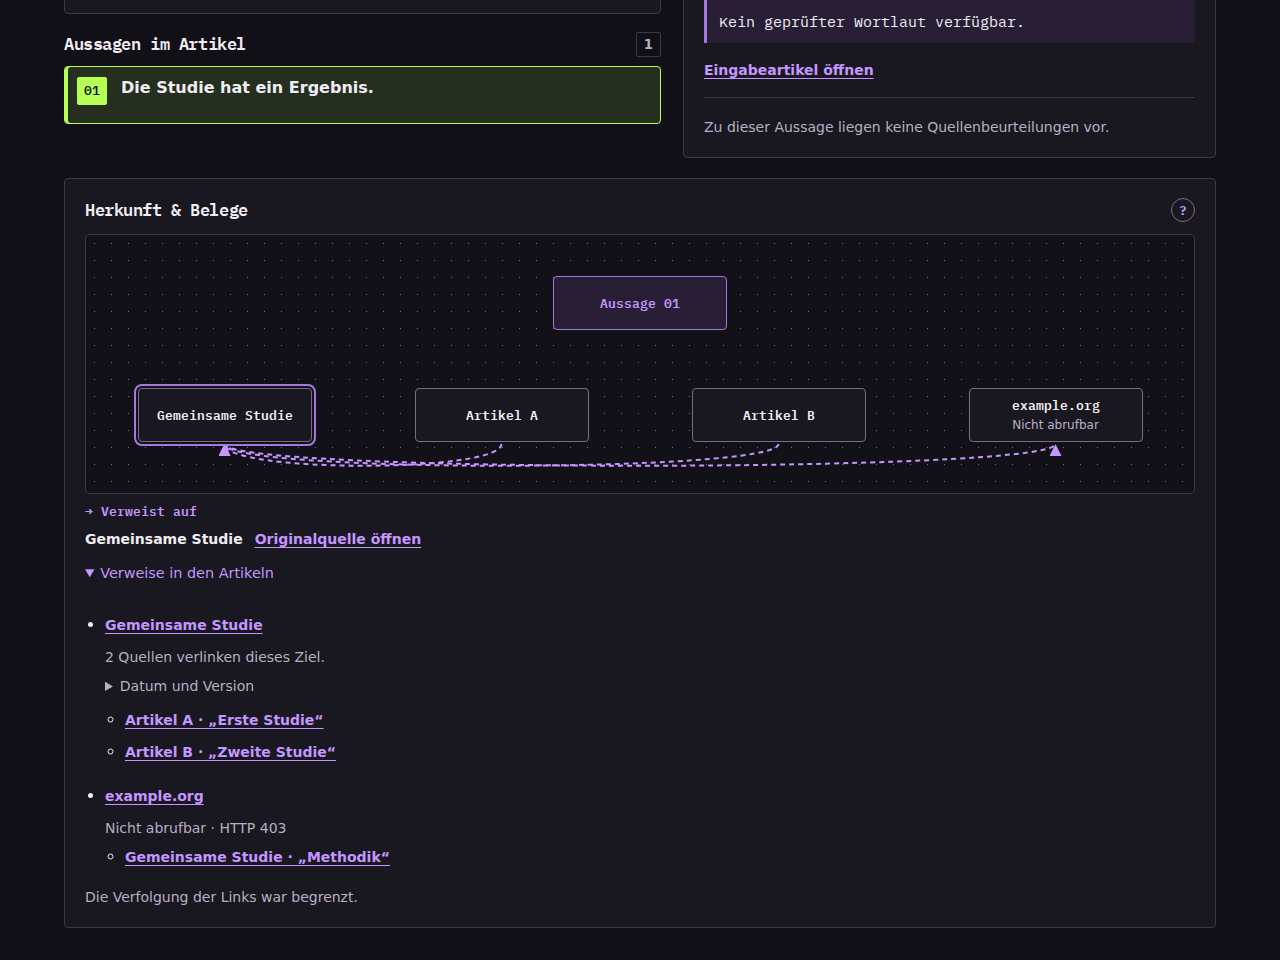 Aussagen im Artikel
1
01 Die Studie hat ein Ergebnis.
Kein geprüfter Wortlaut verfügbar.
Eingabeartikel öffnen
Zu dieser Aussage liegen keine Quellenbeurteilungen vor.
Herkunft & Belege
?
Aussage 01
Gemeinsame Studie
Artikel A
Artikel B
example.org
Nicht abrufbar
→ Verweist auf
Gemeinsame Studie Originalquelle öffnen
▼ Verweise in den Artikeln
• Gemeinsame Studie
2 Quellen verlinken dieses Ziel.
▶ Datum und Version
◦ Artikel A · „Erste Studie“
◦ Artikel B · „Zweite Studie“
• example.org
Nicht abrufbar · HTTP 403
◦ Gemeinsame Studie · „Methodik“
Die Verfolgung der Links war begrenzt.